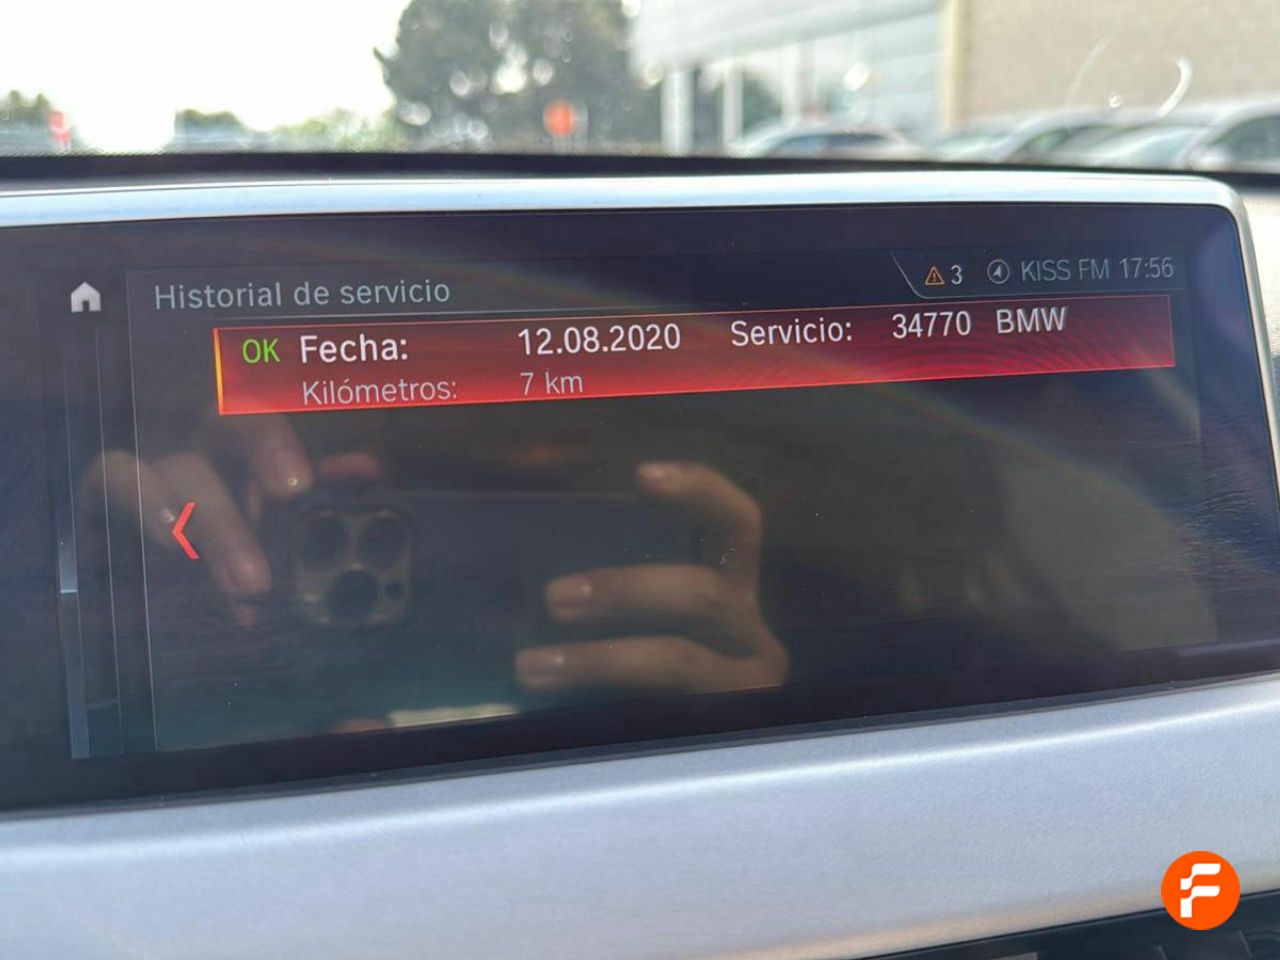 Historial de servicio
3 KISS FM 17:56
OK Fecha: 12.08.2020 Servicio: 34770 BMW
Kilómetros: 7 km